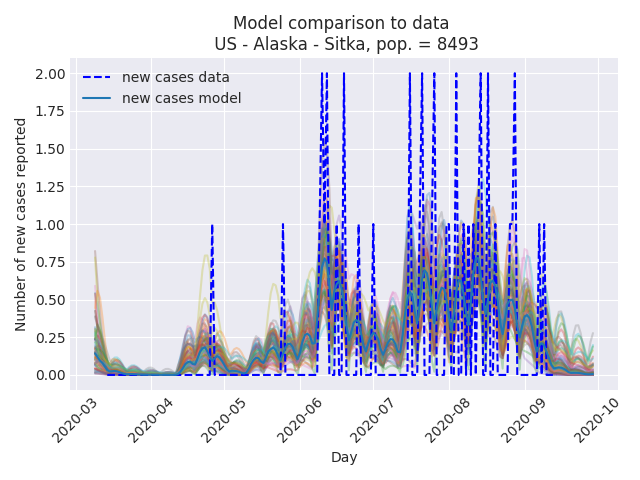 Model comparison to data
US - Alaska - Sitka, pop. = 8493
new cases data
new cases model
Number of new cases reported
2.00
1.75
1.50
1.25
1.00
0.75
0.50
0.25
0.00
2020-03
2020-04
2020-05
2020-06
2020-07
2020-08
2020-09
2020-10
Day